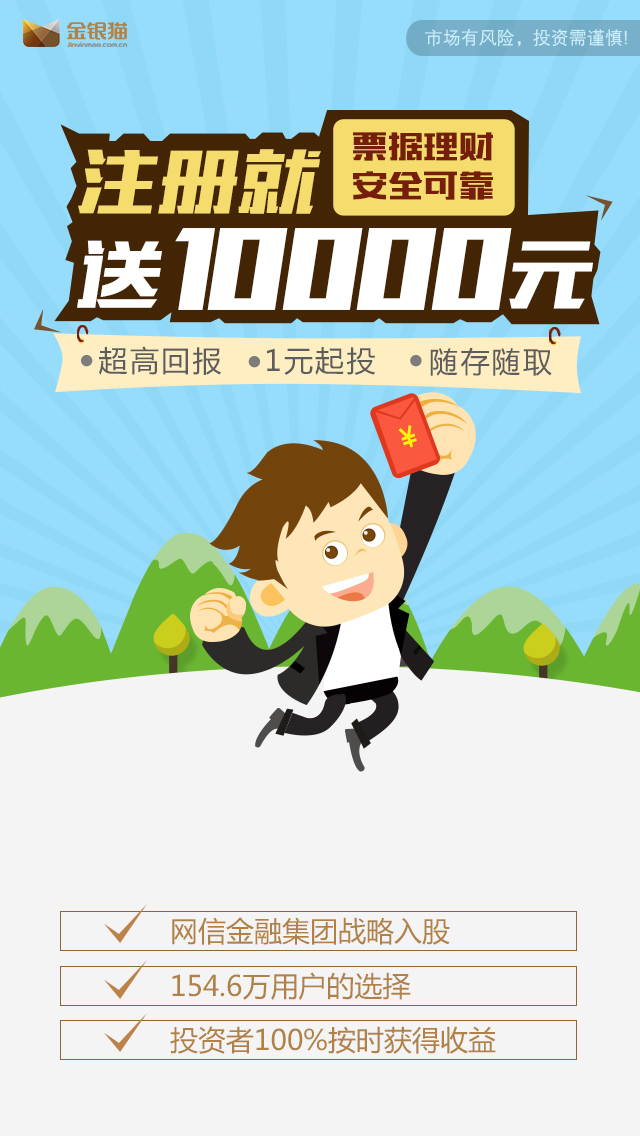 金银猫
jinyinmao.com.cn
市场有风险，投资需谨慎!
票据理财
安全可靠
注册就
送10000元
•超高回报 •1元起投 •随存随取
¥
网信金融集团战略入股
154.6万用户的选择
投资者100%按时获得收益